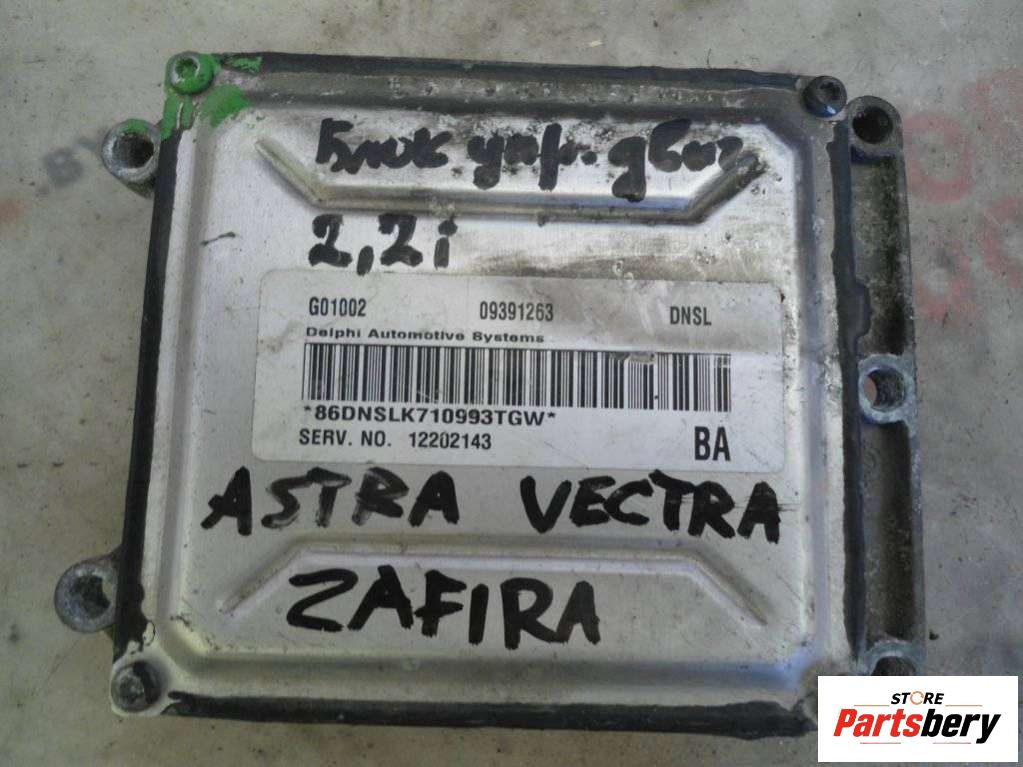 Блок упр. двиг
2,2i
G01002 09391263 DNSL
Delphi Automotive Systems
*86DNSLK710993TGW*
SERV. NO. 12202143 BA
ASTRA VECTRA
ZAFIRA
STORE
Partsbery